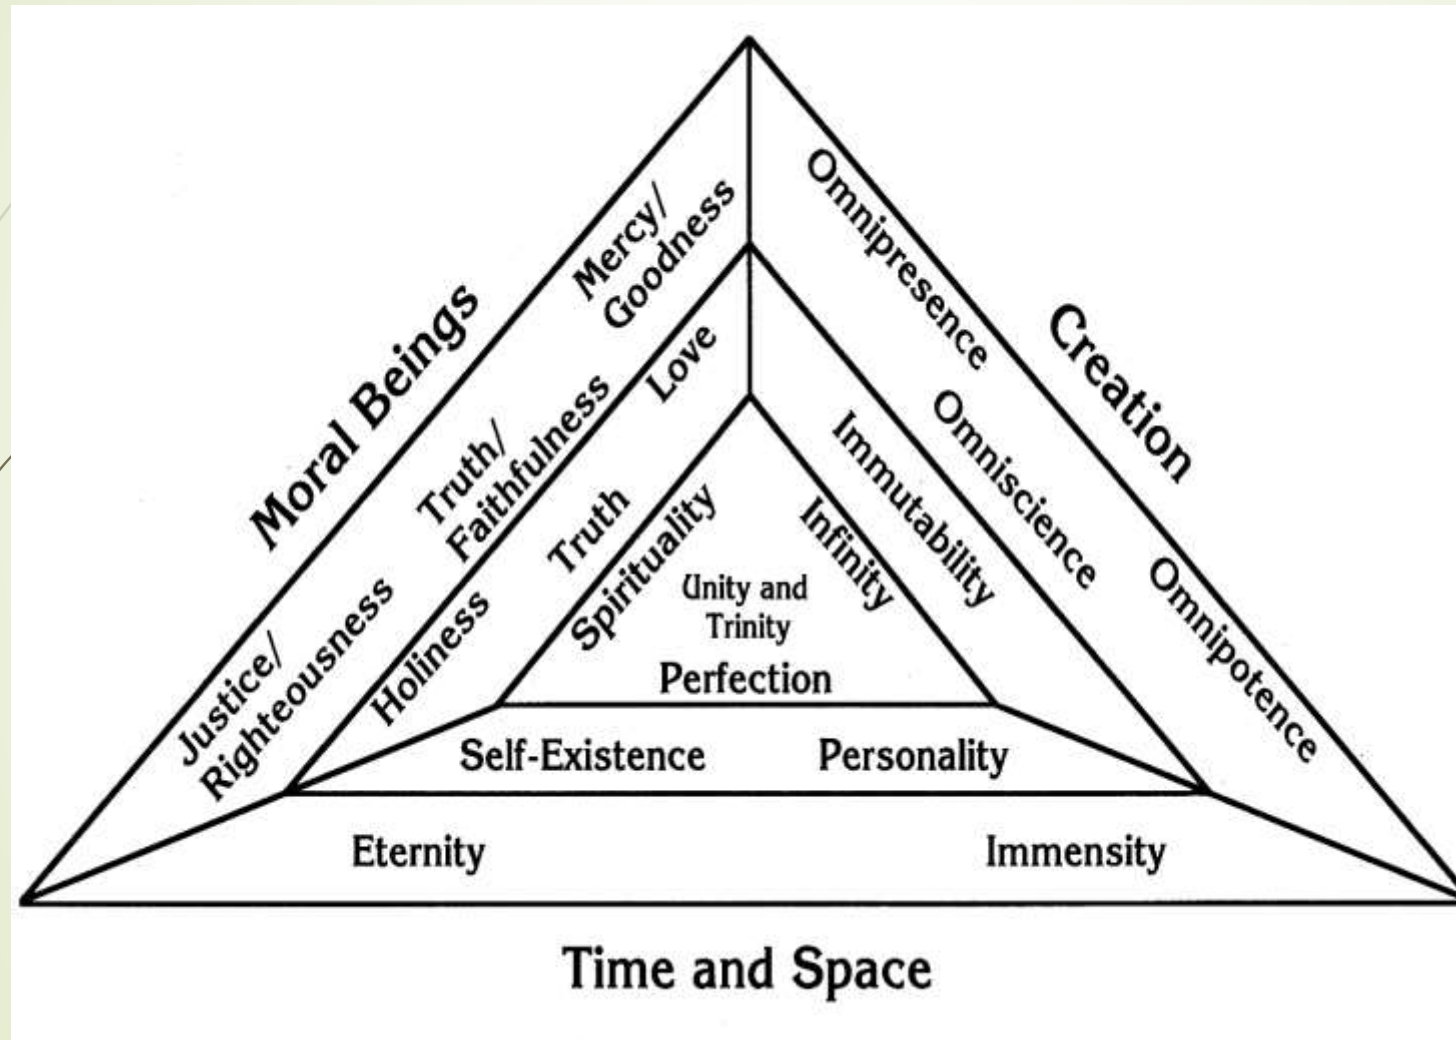 Moral Beings
Mercy/
Goodness
Truth/
Faithfulness
Justice/
Righteousness
Love
Truth
Holiness
Spirituality
Unity and
Trinity
Perfection
Infinity
Immutability
Omnipresence
Omniscience
Omnipotence
Creation
Self-Existence
Personality
Eternity
Immensity
Time and Space